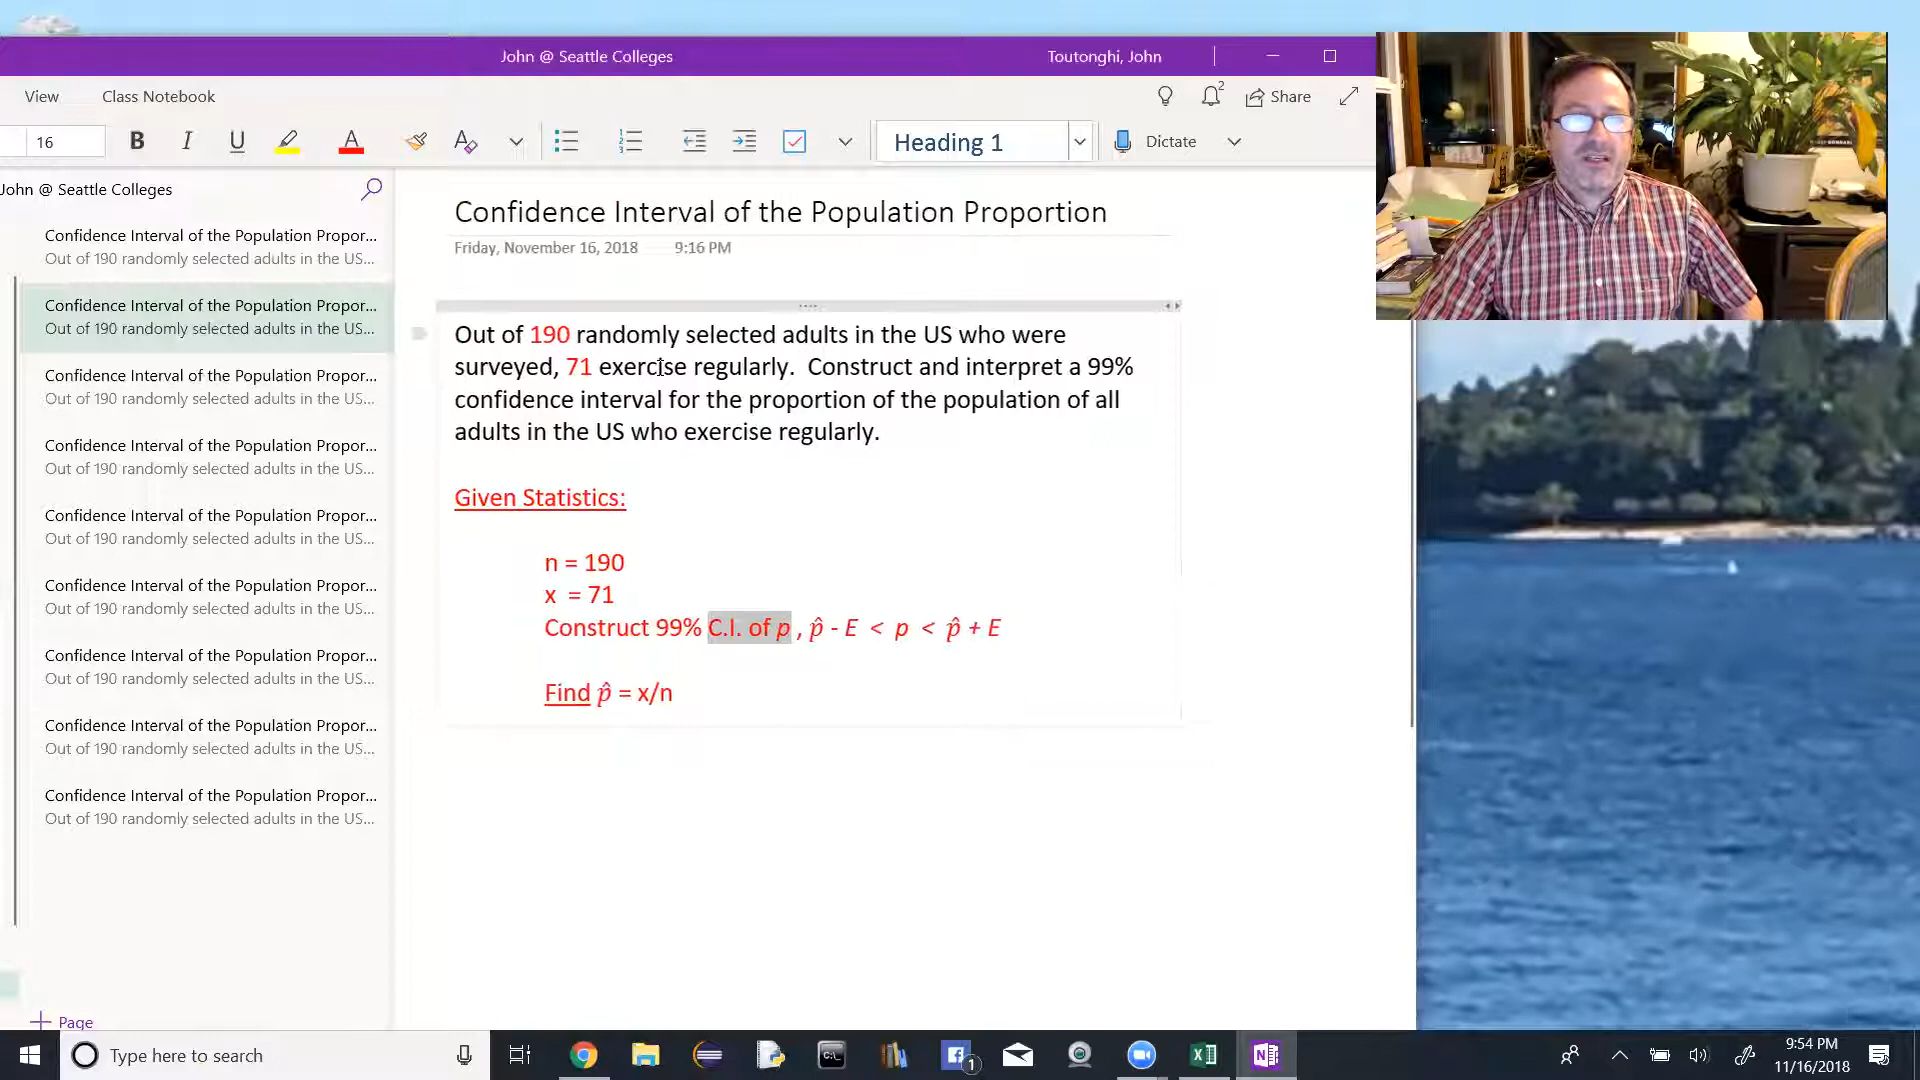 John @ Seattle Colleges
Toutonghi, John
View
Class Notebook
2
Share
16
B
I
U
A
A
Heading 1
Dictate
John @ Seattle Colleges
Confidence Interval of the Population Propor...
Out of 190 randomly selected adults in the US...
Confidence Interval of the Population Propor...
Out of 190 randomly selected adults in the US...
Confidence Interval of the Population Propor...
Out of 190 randomly selected adults in the US...
Confidence Interval of the Population Propor...
Out of 190 randomly selected adults in the US...
Confidence Interval of the Population Propor...
Out of 190 randomly selected adults in the US...
Confidence Interval of the Population Propor...
Out of 190 randomly selected adults in the US...
Confidence Interval of the Population Propor...
Out of 190 randomly selected adults in the US...
Confidence Interval of the Population Propor...
Out of 190 randomly selected adults in the US...
Confidence Interval of the Population Propor...
Out of 190 randomly selected adults in the US...
Page
Confidence Interval of the Population Proportion
Friday, November 16, 2018 9:16 PM
Out of 190 randomly selected adults in the US who were
surveyed, 71 exercise regularly. Construct and interpret a 99%
confidence interval for the proportion of the population of all
adults in the US who exercise regularly.
Given Statistics:
n = 190
x = 71
Construct 99% C.I. of p , p̂ - E < p < p̂ + E
Find p̂ = x/n
Type here to search
1
9:54 PM
11/16/2018